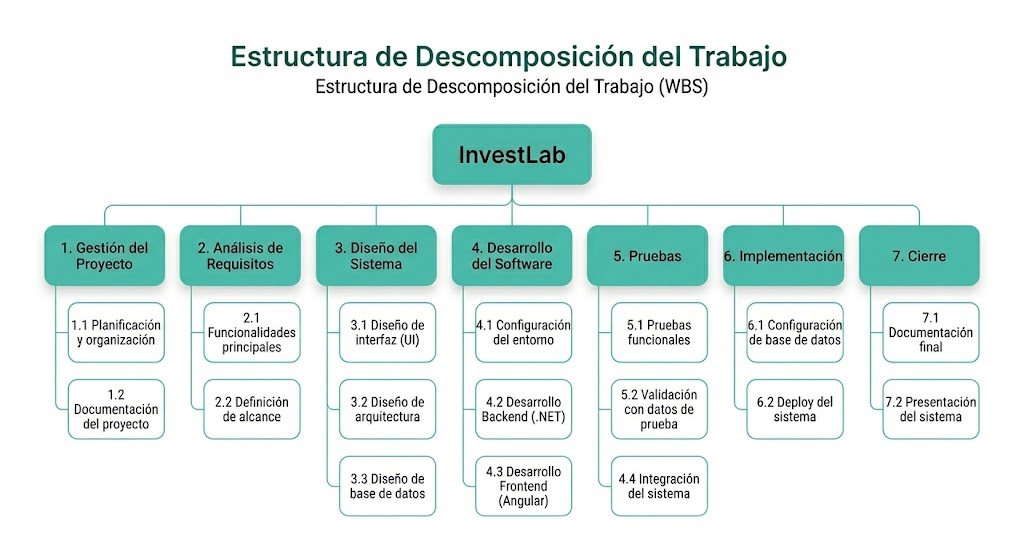 Estructura de Descomposición del Trabajo
Estructura de Descomposición del Trabajo (WBS)
InvestLab
1. Gestión del
Proyecto
2. Análisis de
Requisitos
3. Diseño del
Sistema
4. Desarrollo
del Software
5. Pruebas
6. Implementación
7. Cierre
1.1 Planificación
y organización
1.2
Documentación
del proyecto
2.1
Funcionalidades
principales
2.2 Definición
de alcance
3.1 Diseño de
interfaz (UI)
3.2 Diseño de
arquitectura
3.3 Diseño de
base de datos
4.1 Configuración
del entorno
4.2 Desarrollo
Backend (.NET)
4.3 Desarrollo
Frontend
(Angular)
5.1 Pruebas
funcionales
5.2 Validación
con datos de
prueba
4.4 Integración
del sistema
6.1 Configuración
de base de datos
6.2 Deploy del
sistema
7.1
Documentación
final
7.2 Presentación
del sistema